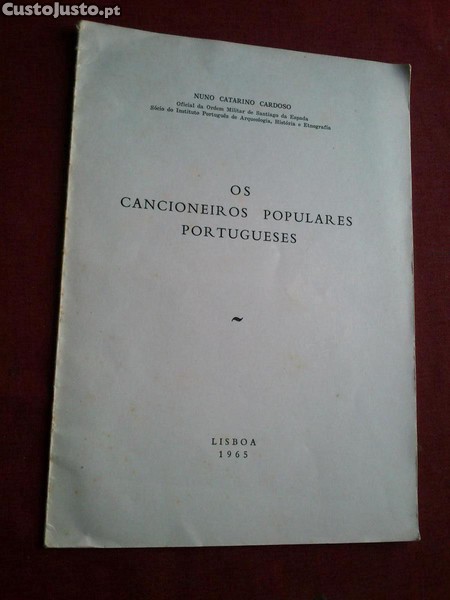 CustoJusto.pt
NUNO CATARINO CARDOSO
Oficial da Ordem Militar de Santiago da Espada
Sócio do Instituto Português de Arqueologia, História e Etnografia
OS
CANCIONEIROS POPULARES
PORTUGUESES
~
LISBOA
1965